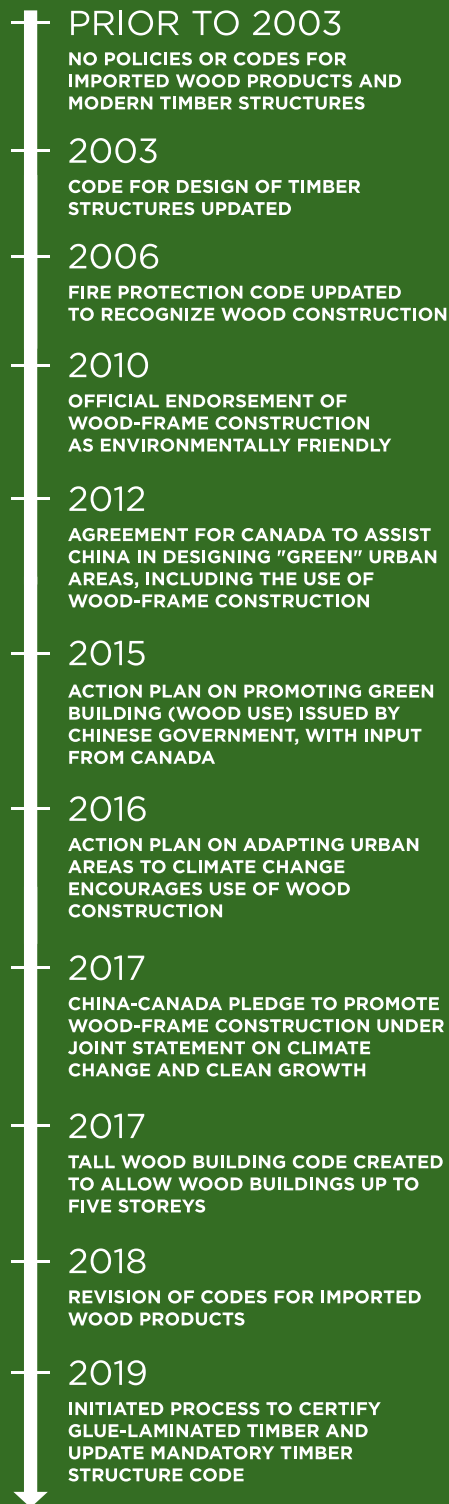 PRIOR TO 2003
NO POLICIES OR CODES FOR
IMPORTED WOOD PRODUCTS AND
MODERN TIMBER STRUCTURES
2003
CODE FOR DESIGN OF TIMBER
STRUCTURES UPDATED
2006
FIRE PROTECTION CODE UPDATED
TO RECOGNIZE WOOD CONSTRUCTION
2010
OFFICIAL ENDORSEMENT OF
WOOD-FRAME CONSTRUCTION
AS ENVIRONMENTALLY FRIENDLY
2012
AGREEMENT FOR CANADA TO ASSIST
CHINA IN DESIGNING "GREEN" URBAN
AREAS, INCLUDING THE USE OF
WOOD-FRAME CONSTRUCTION
2015
ACTION PLAN ON PROMOTING GREEN
BUILDING (WOOD USE) ISSUED BY
CHINESE GOVERNMENT, WITH INPUT
FROM CANADA
2016
ACTION PLAN ON ADAPTING URBAN
AREAS TO CLIMATE CHANGE
ENCOURAGES USE OF WOOD
CONSTRUCTION
2017
CHINA-CANADA PLEDGE TO PROMOTE
WOOD-FRAME CONSTRUCTION UNDER
JOINT STATEMENT ON CLIMATE
CHANGE AND CLEAN GROWTH
2017
TALL WOOD BUILDING CODE CREATED
TO ALLOW WOOD BUILDINGS UP TO
FIVE STOREYS
2018
REVISION OF CODES FOR IMPORTED
WOOD PRODUCTS
2019
INITIATED PROCESS TO CERTIFY
GLUE-LAMINATED TIMBER AND
UPDATE MANDATORY TIMBER
STRUCTURE CODE